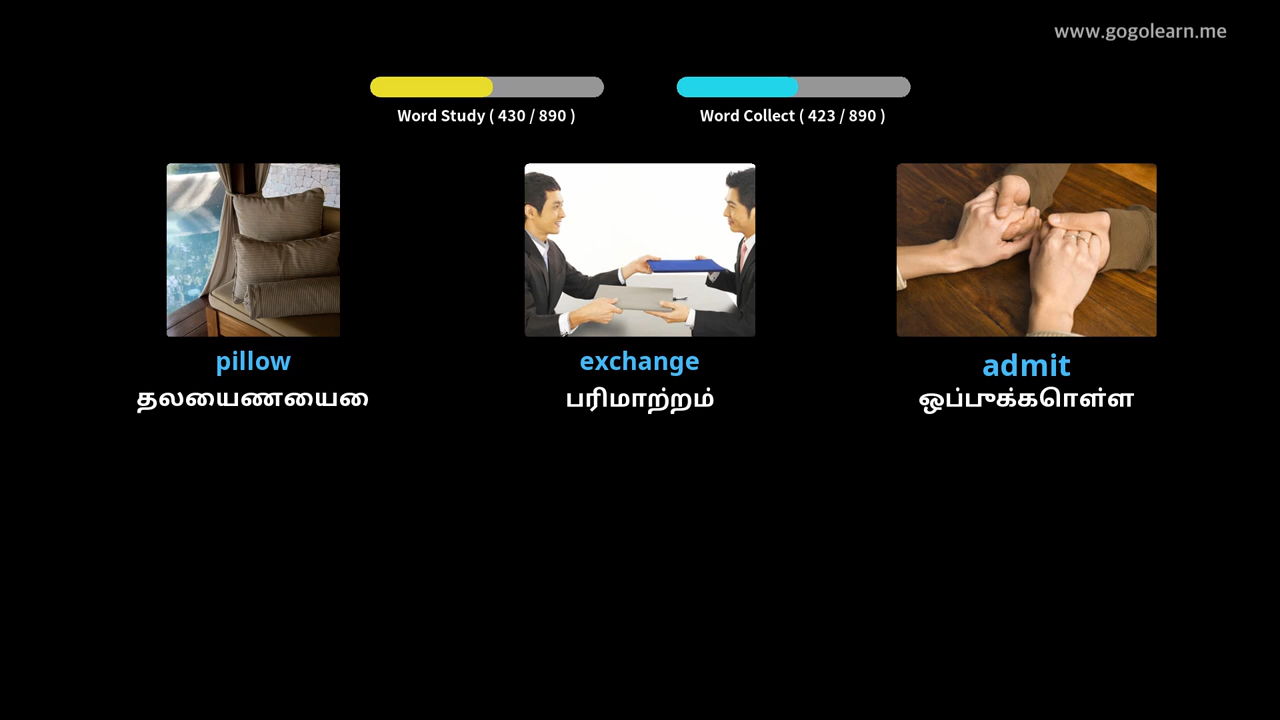 www.gogolearn.me
Word Study ( 430 / 890 )
Word Collect ( 423 / 890 )
pillow
exchange
admit
தலையணையை
பரிமாற்றம்
ஒப்புக்கொள்ள